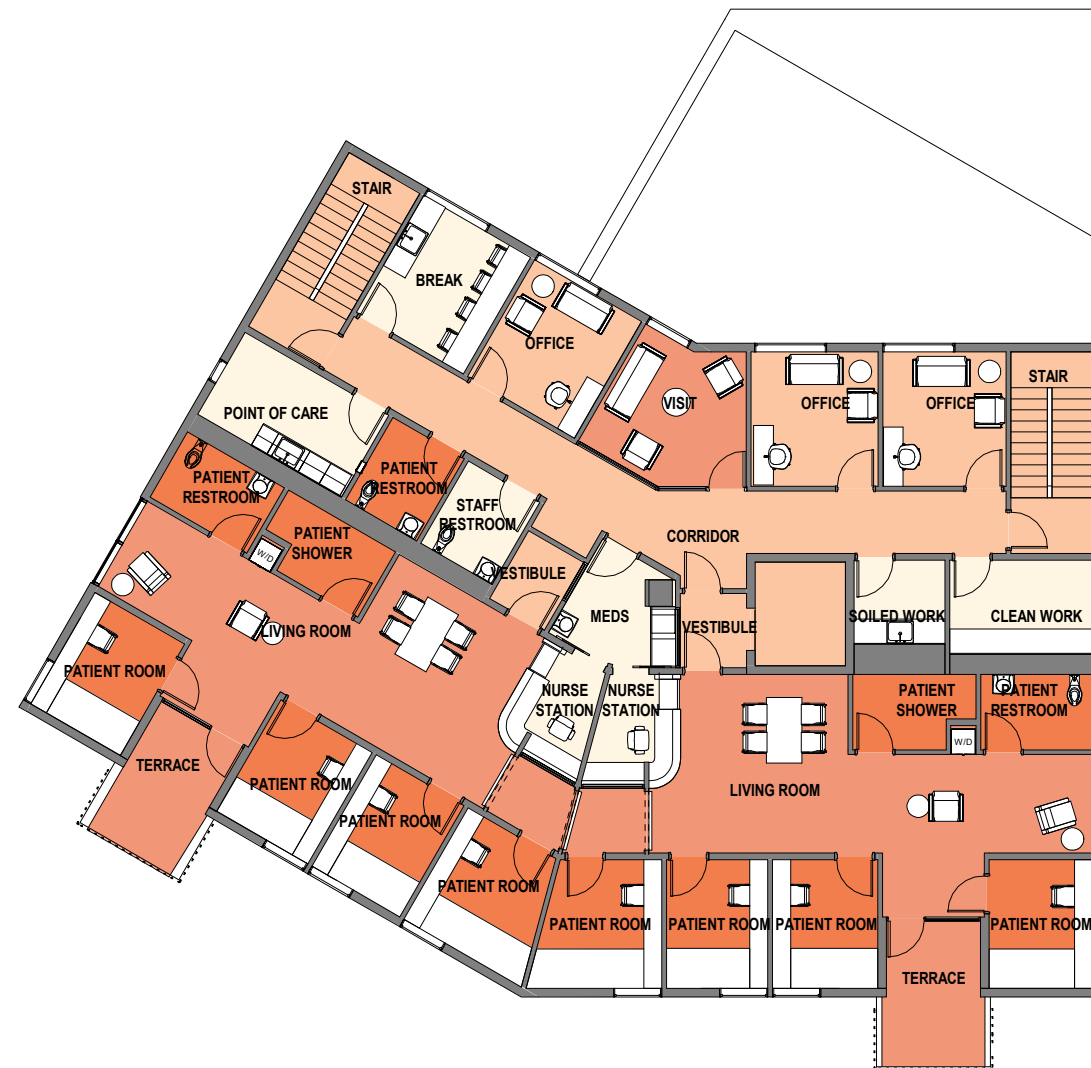 STAIR
BREAK
OFFICE
VISIT
OFFICE
OFFICE
STAIR
POINT OF CARE
PATIENT
RESTROOM
PATIENT
RESTROOM
STAFF
RESTROOM
PATIENT
SHOWER
W/D
VESTIBULE
CORRIDOR
MEDS
VESTIBULE
SOILED WORK
CLEAN WORK
LIVING ROOM
PATIENT ROOM
NURSE
STATION
NURSE
STATION
PATIENT
SHOWER
W/D
PATIENT
RESTROOM
TERRACE
PATIENT ROOM
PATIENT ROOM
PATIENT ROOM
LIVING ROOM
PATIENT ROOM
PATIENT ROOM
PATIENT ROOM
PATIENT ROOM
TERRACE